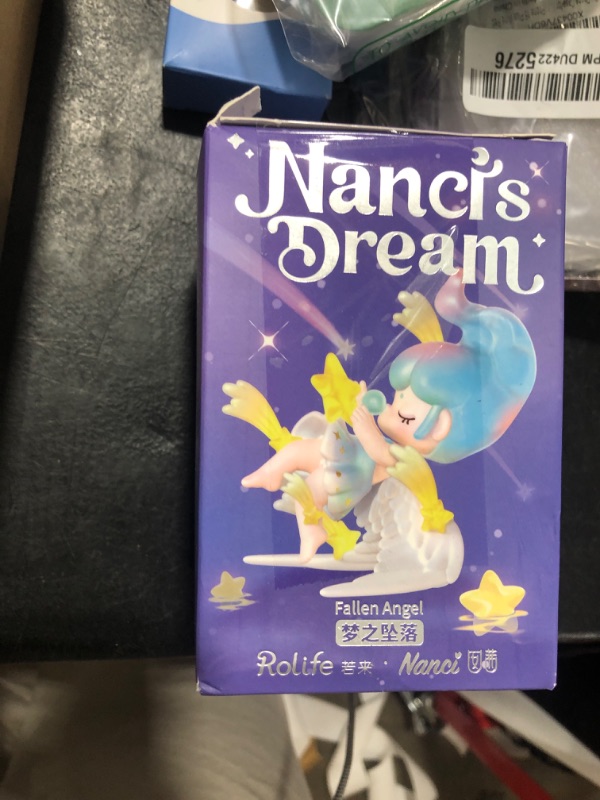 PM DU4225276
Nanci's
Dream
Fallen Angel
梦之坠落
Rolife 若来 · Nanci 囡茜